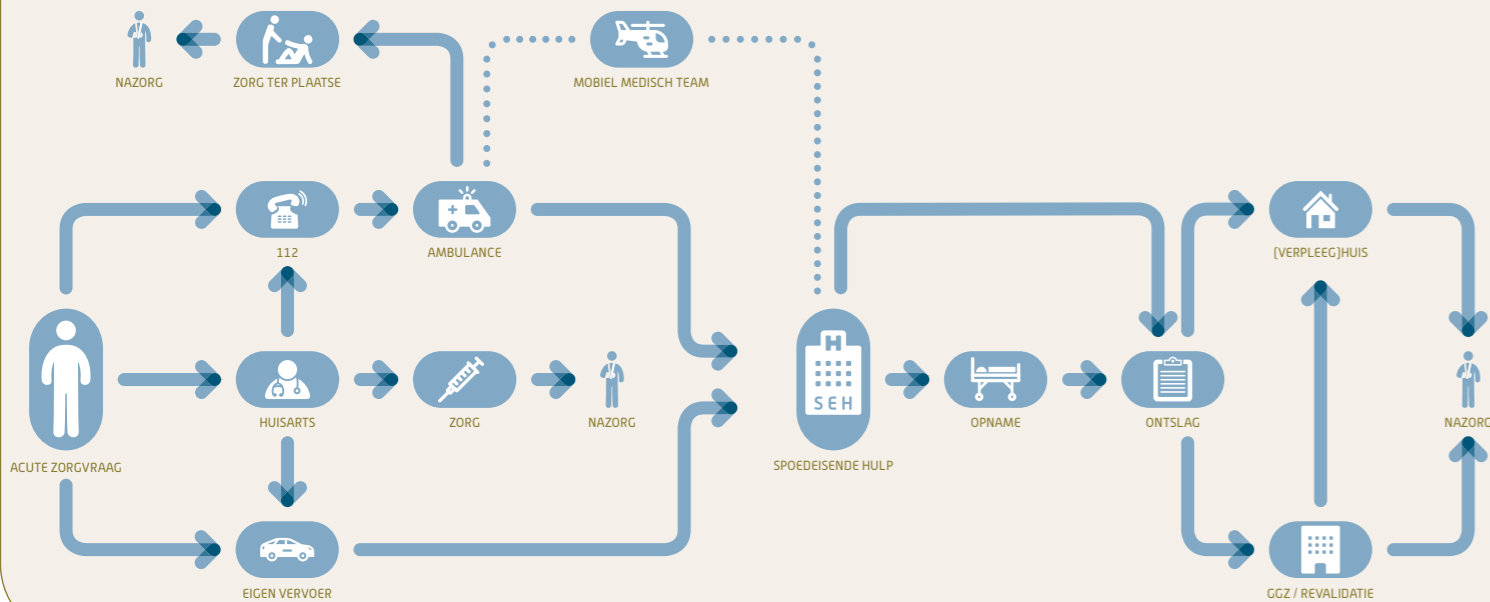 NAZORG
ZORG TER PLAATSE
MOBIEL MEDISCH TEAM
112
AMBULANCE
(VERPLEEG)HUIS
H
SEH
HUISARTS
ZORG
NAZORG
OPNAME
ONTSLAG
NAZORG
ACUTE ZORGVRAAG
SPOEDEISENDE HULP
EIGEN VERVOER
GGZ / REVALIDATIE